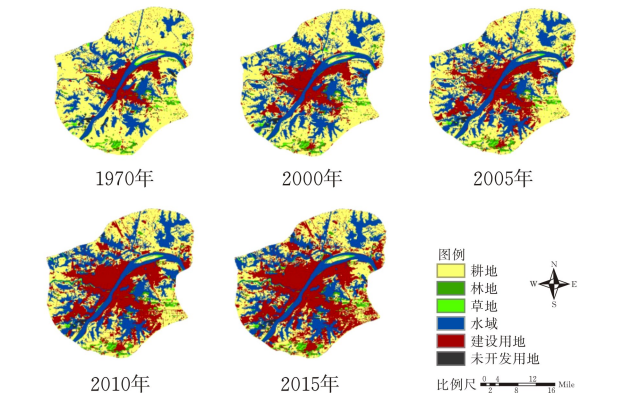 1970年
2000年
2005年
2010年
2015年
图例
耕地
林地
草地
水域
建设用地
未开发用地
N
W E
S
比例尺 0 4 12 Mile
2 8 16